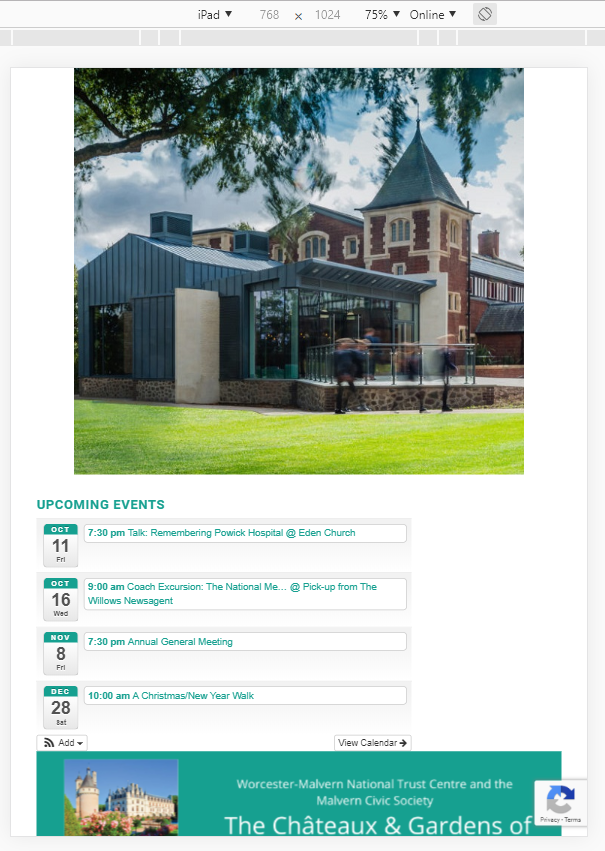 iPad ▼ 768 × 1024 75% ▼ Online ▼
UPCOMING EVENTS
OCT
11
Fri
7:30 pm Talk: Remembering Powick Hospital @ Eden Church
OCT
16
Wed
9:00 am Coach Excursion: The National Me... @ Pick-up from The
Willows Newsagent
NOV
8
Fri
7:30 pm Annual General Meeting
DEC
28
Sat
10:00 am A Christmas/New Year Walk
Add
View Calendar
Worcester-Malvern National Trust Centre and the
Malvern Civic Society
The Châteaux & Gardens of
Privacy - Terms